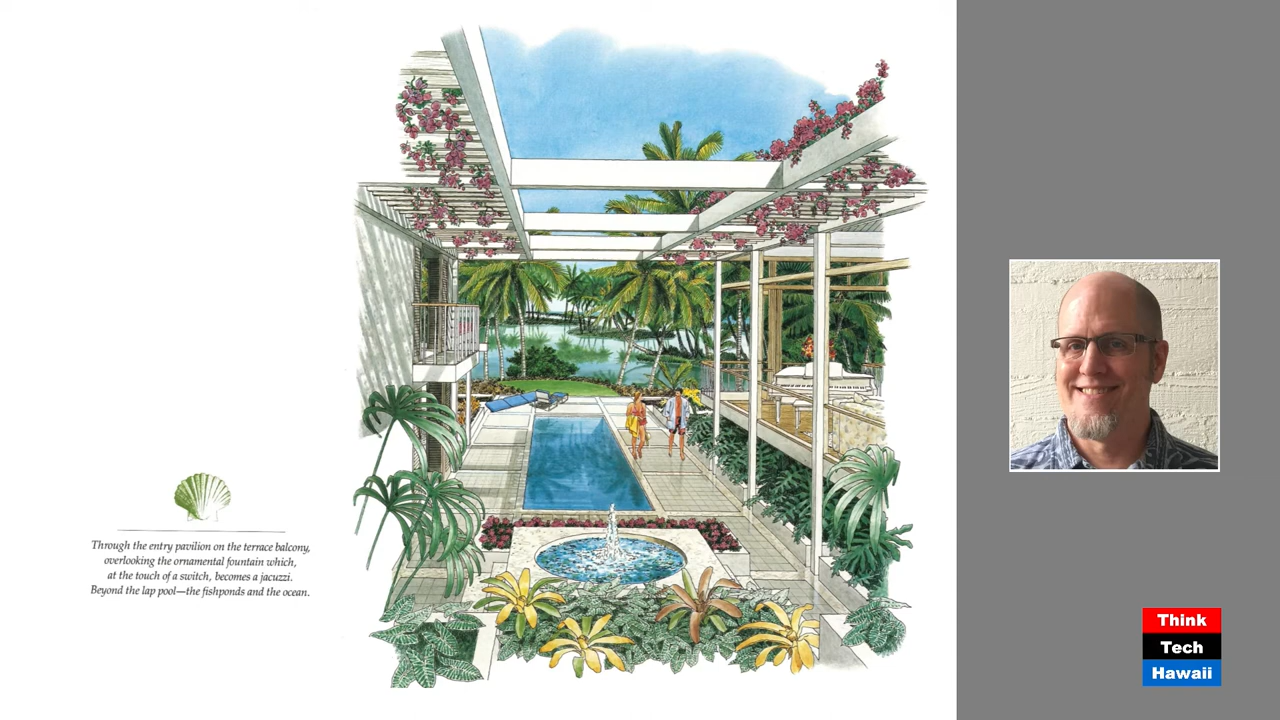 Through the entry pavilion on the terrace balcony,
overlooking the ornamental fountain which,
at the touch of a switch, becomes a jacuzzi.
Beyond the lap pool—the fishponds and the ocean.
Think
Tech
Hawaii